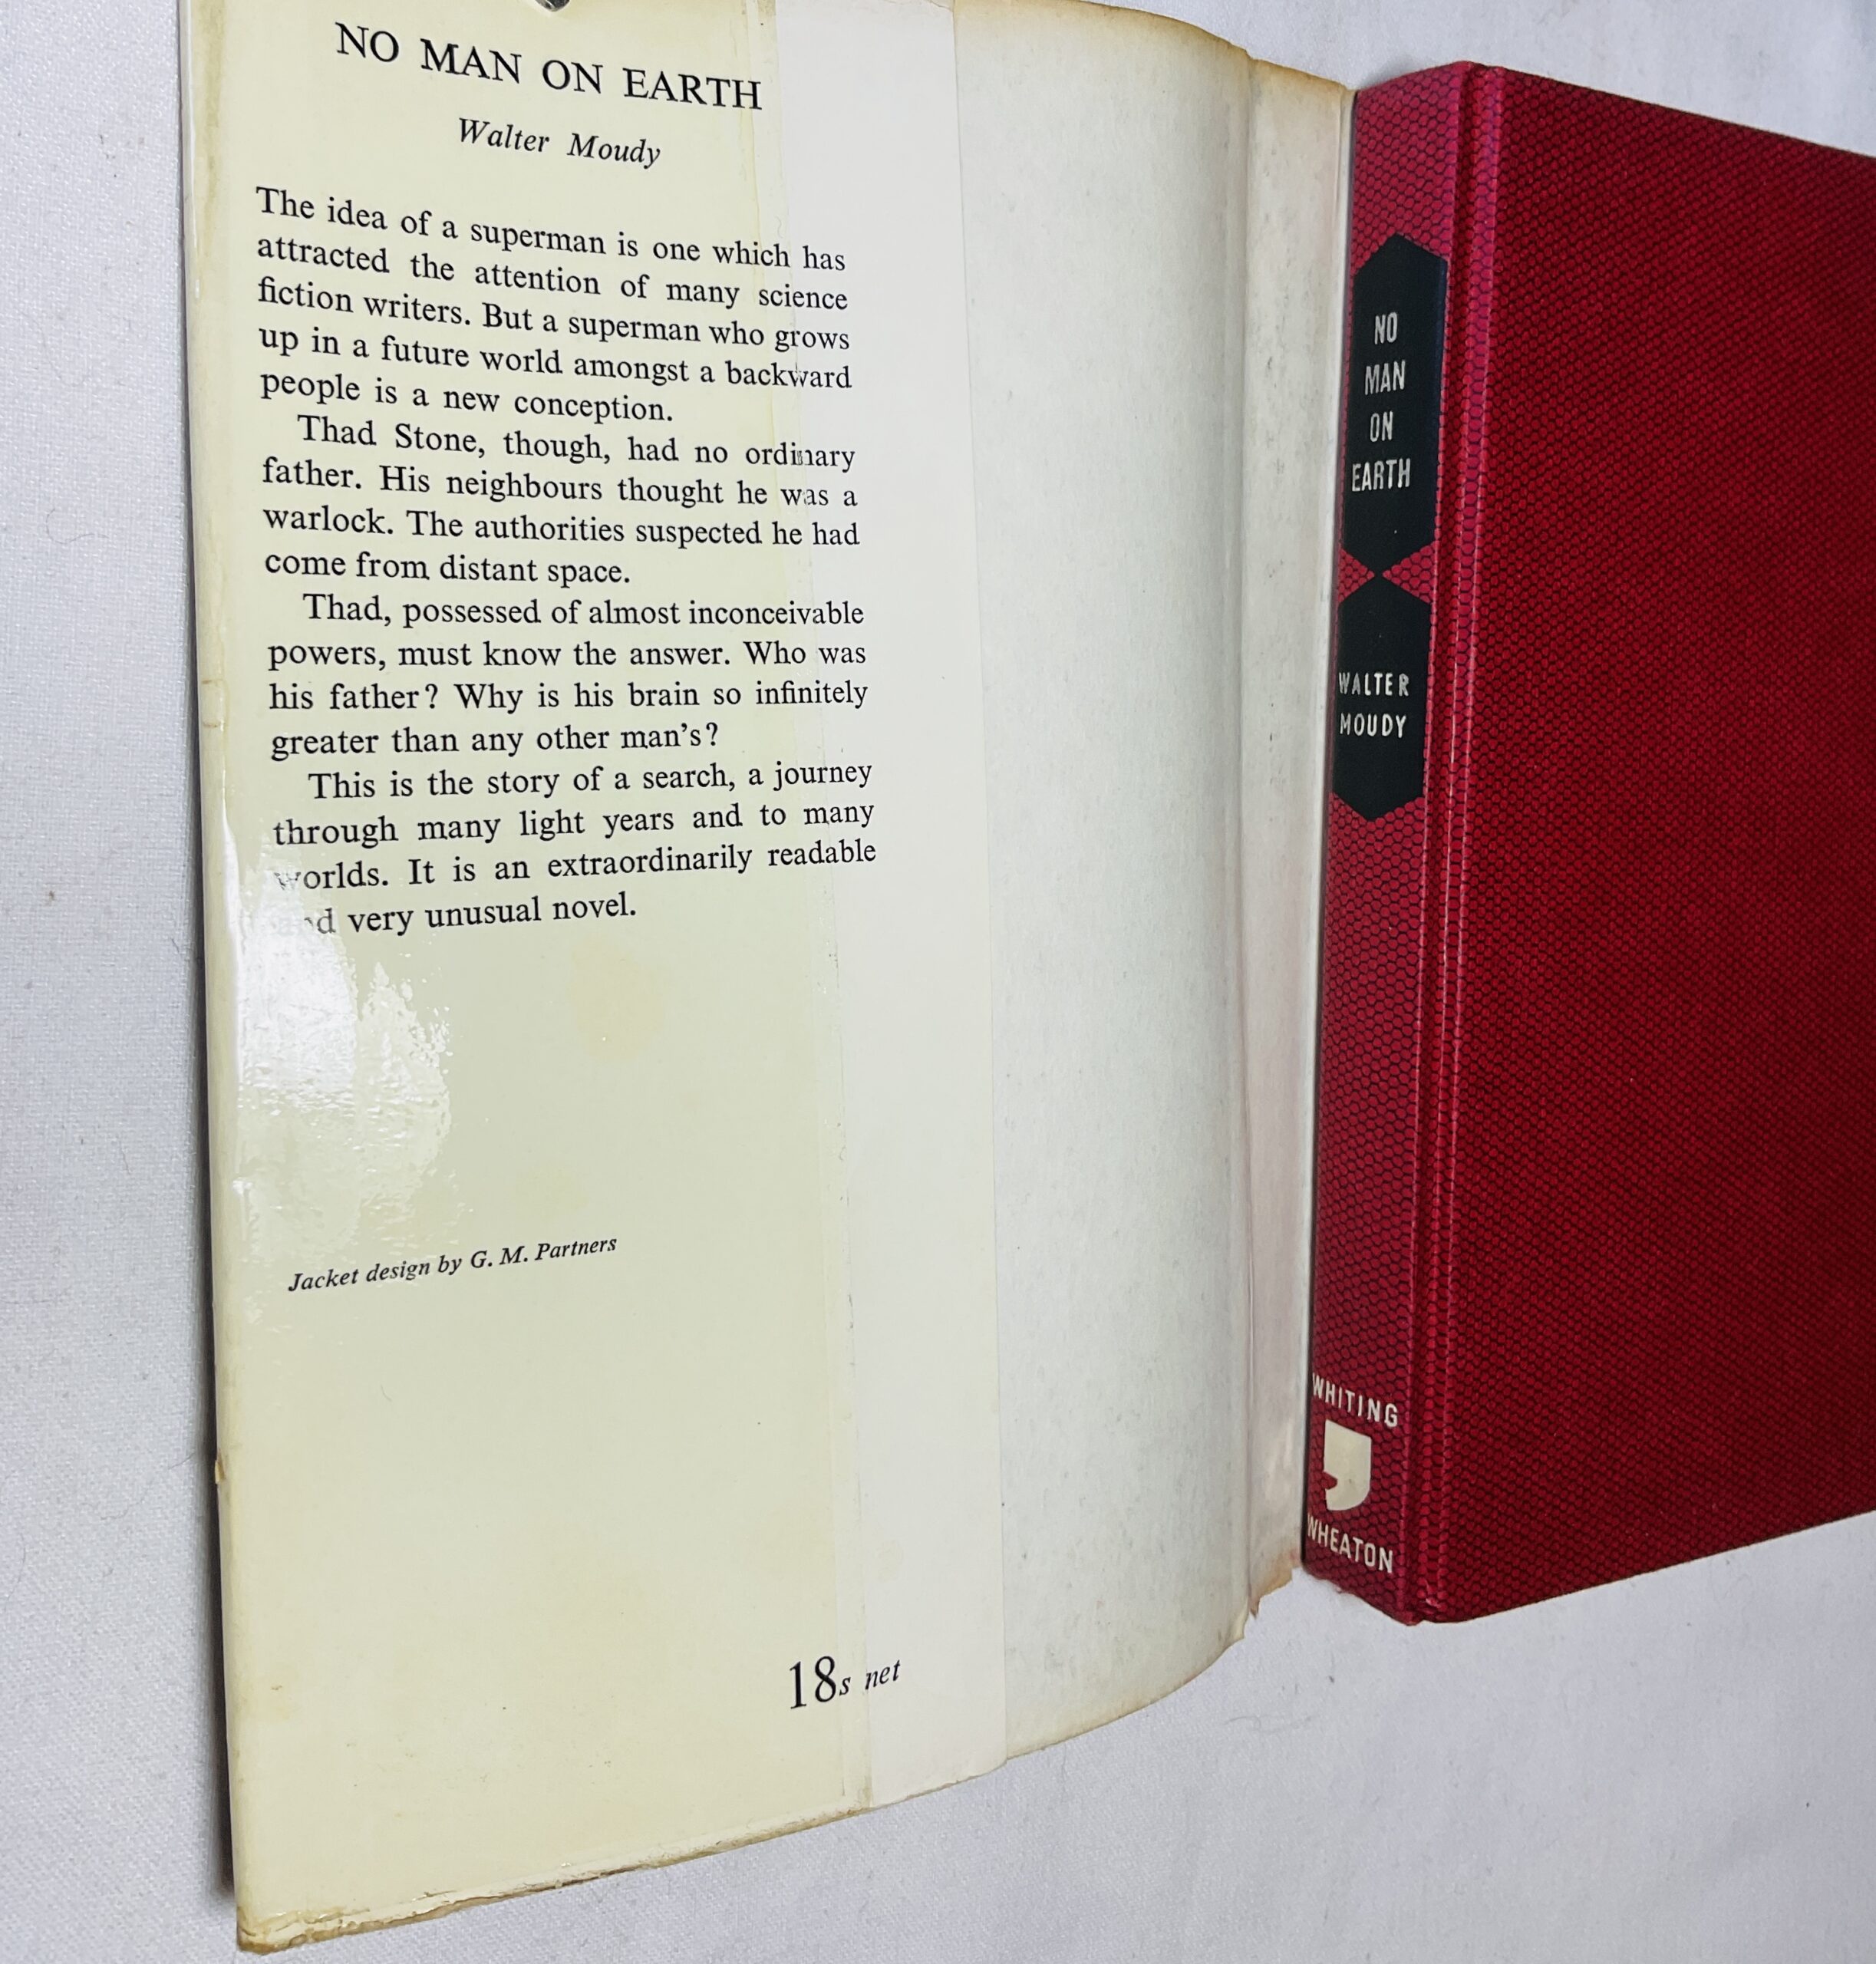 NO MAN ON EARTH
Walter Moudy
The idea of a superman is one which has
attracted the attention of many science
fiction writers. But a superman who grows
up in a future world amongst a backward
people is a new conception.
Thad Stone, though, had no ordinary
father. His neighbours thought he was a
warlock. The authorities suspected he had
come from distant space.
Thad, possessed of almost inconceivable
powers, must know the answer. Who was
his father? Why is his brain so infinitely
greater than any other man's?
This is the story of a search, a journey
through many light years and to many
worlds. It is an extraordinarily readable
and very unusual novel.
Jacket design by G. M. Partners
18s net
NO
MAN
ON
EARTH
WALTER
MOUDY
WHITING
WHEATON